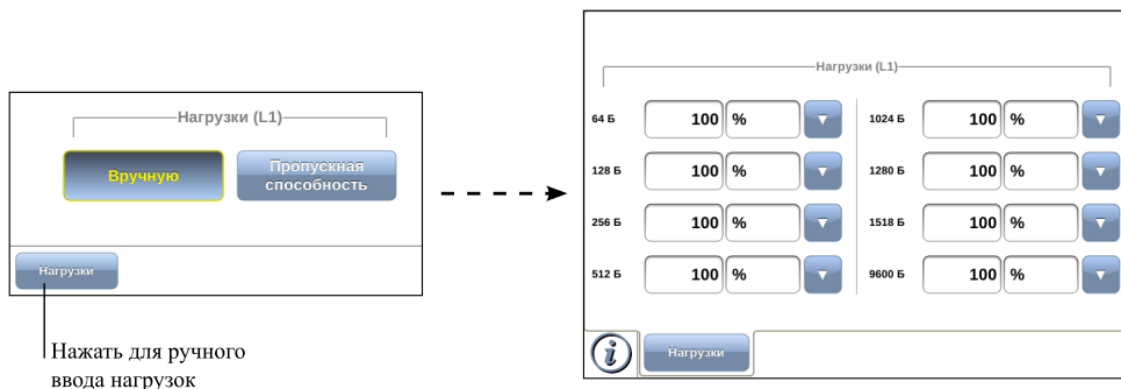 Нагрузки (L1)
Вручную
Пропускная
способность
Нагрузки
Нажать для ручного
ввода нагрузок
Нагрузки (L1)
64 Б 100 % 1024 Б 100 %
128 Б 100 % 1280 Б 100 %
256 Б 100 % 1518 Б 100 %
512 Б 100 % 9600 Б 100 %
i Нагрузки